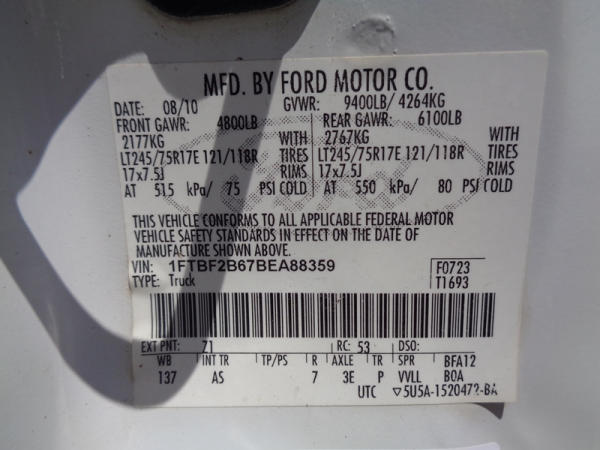 MFD. BY FORD MOTOR CO.
DATE: 08/10 GVWR: 9400LB/ 4264KG
FRONT GAWR: 4800LB REAR GAWR: 6100LB
2177KG WITH 2767KG WITH
LT245/75R17E 121/118R TIRES LT245/75R17E 121/118R TIRES
17x7.5J RIMS 17x7.5J RIMS
AT 515 kPa/ 75 PSI COLD AT 550 kPa/ 80 PSI COLD
THIS VEHICLE CONFORMS TO ALL APPLICABLE FEDERAL MOTOR
VEHICLE SAFETY STANDARDS IN EFFECT ON THE DATE OF
MANUFACTURE SHOWN ABOVE.
VIN: 1FTBF2B67BEA88359 F0723
TYPE: Truck T1693
EXT PNT: Z1 RC: 53 DSO:
WB INT TR TP/PS R AXLE TR SPR BFA12
137 AS 7 3E P VVLL BOA
UTC ▽5U5A-1520472-BA